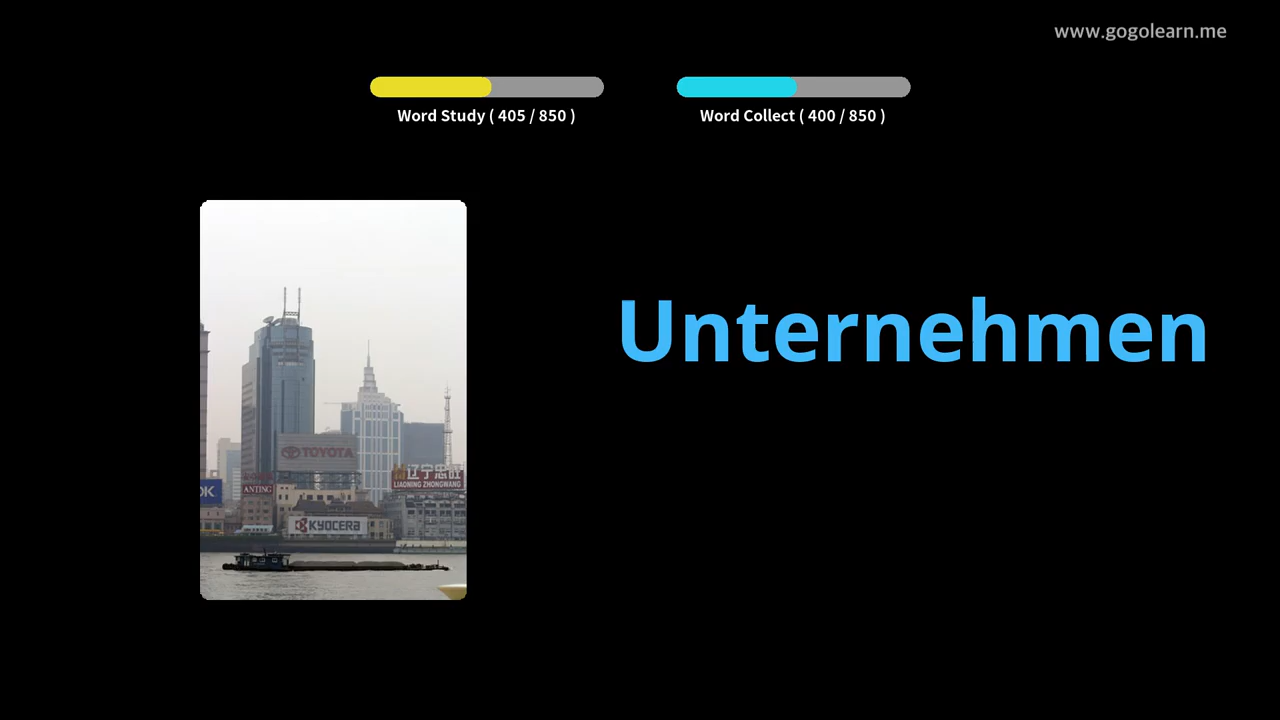 www.gogolearn.me
Word Study ( 405 / 850 )
Word Collect ( 400 / 850 )
Unternehmen
TOYOTA
辽宁忠旺
LIAONING ZHONGWANG
OK
ANTING
KYOCERA